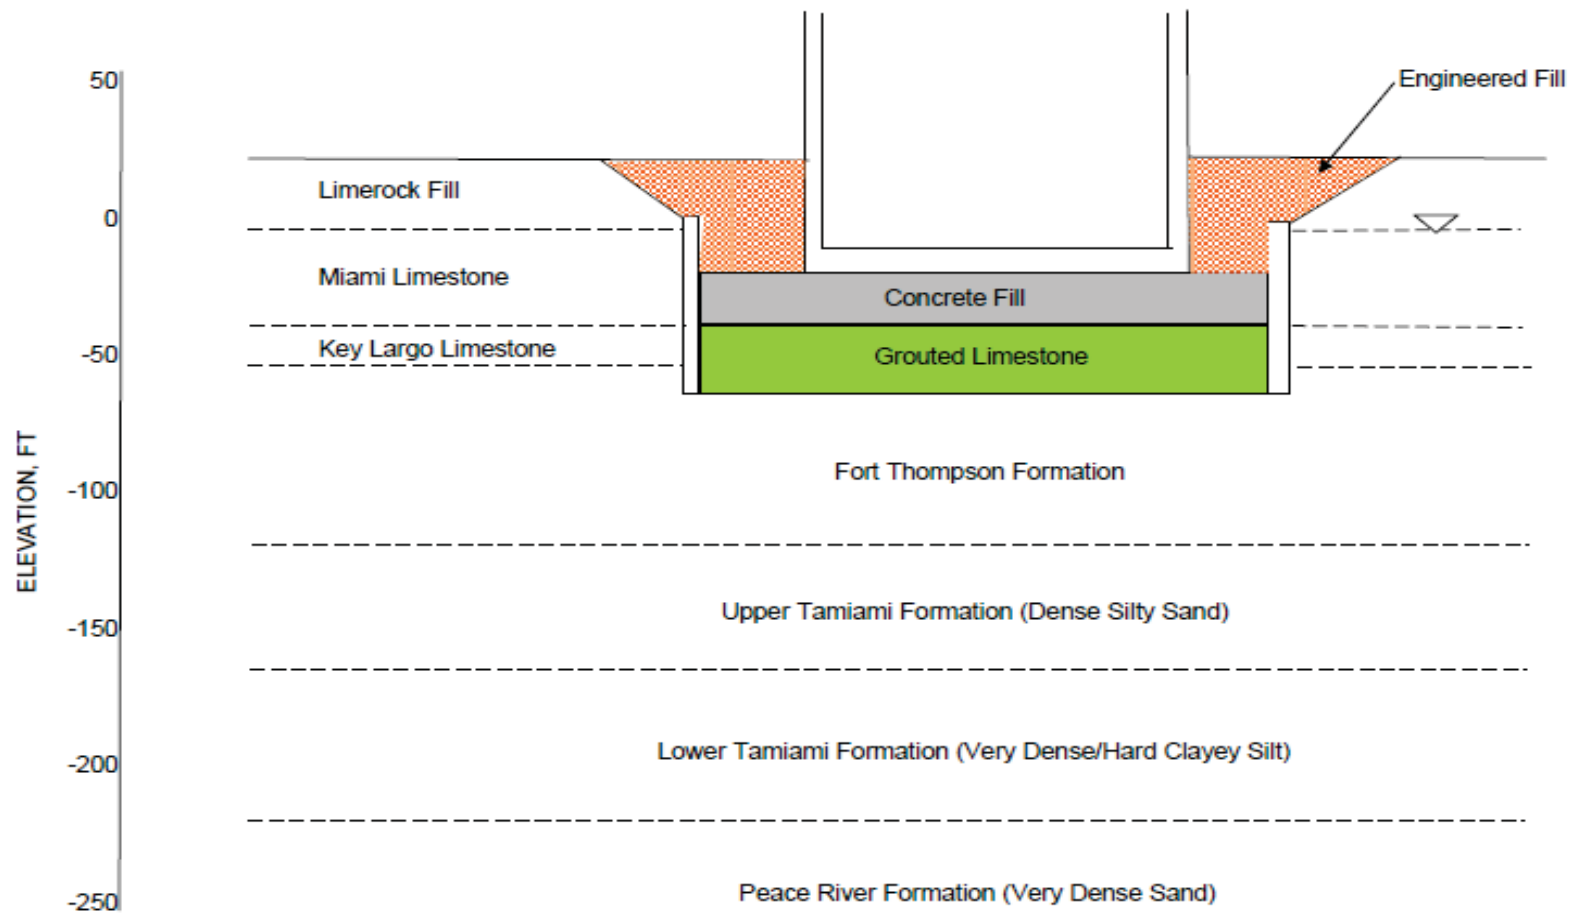 50
Engineered Fill
Limerock Fill
0
Miami Limestone
Concrete Fill
Key Largo Limestone
-50
Grouted Limestone
ELEVATION, FT
Fort Thompson Formation
-100
Upper Tamiami Formation (Dense Silty Sand)
-150
Lower Tamiami Formation (Very Dense/Hard Clayey Silt)
-200
Peace River Formation (Very Dense Sand)
-250